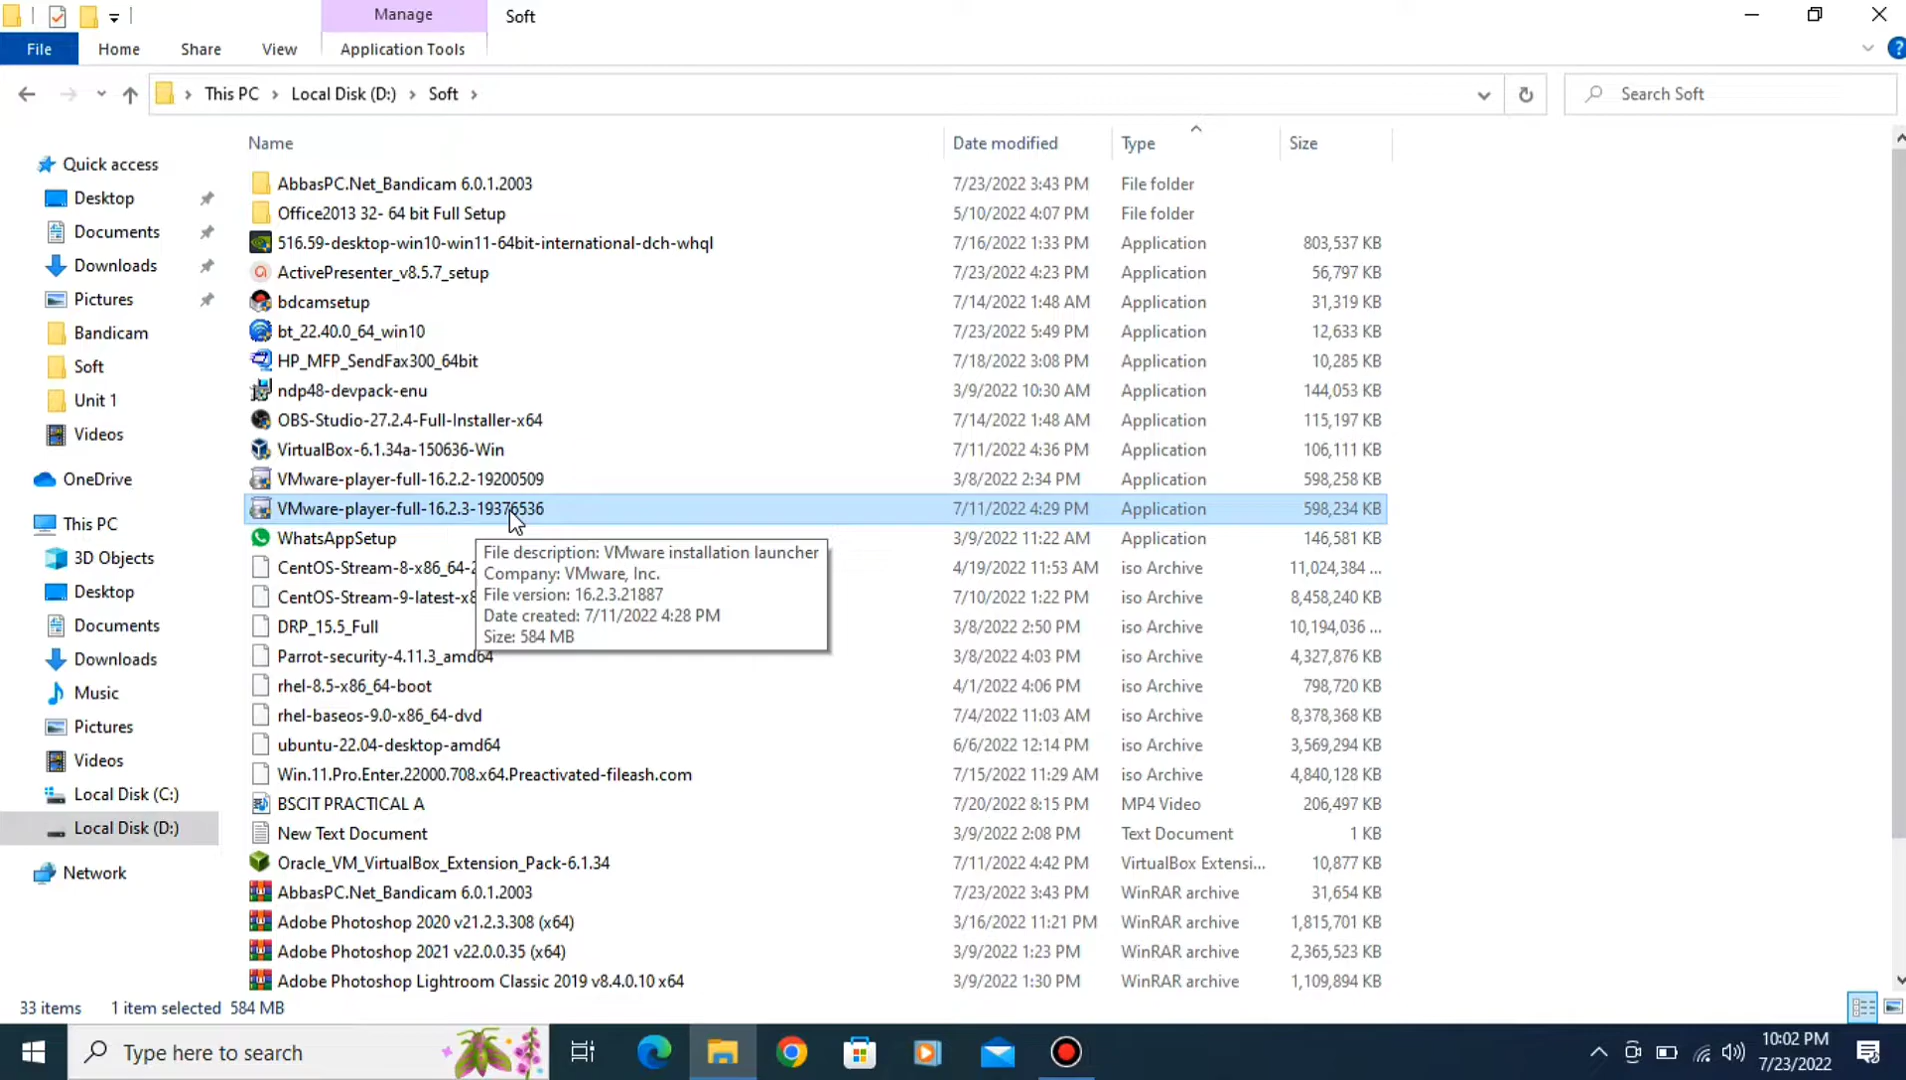 Manage
Soft
File
Home
Share
View
Application Tools
This PC
Local Disk (D:)
Soft
Search Soft
Name
Date modified
Type
Size
AbbasPC.Net_Bandicam 6.0.1.2003 7/23/2022 3:43 PM File folder
Office2013 32- 64 bit Full Setup 5/10/2022 4:07 PM File folder
516.59-desktop-win10-win11-64bit-international-dch-whql 7/16/2022 1:33 PM Application 803,537 KB
ActivePresenter_v8.5.7_setup 7/23/2022 4:23 PM Application 56,797 KB
bdcamsetup 7/14/2022 1:48 AM Application 31,319 KB
bt_22.40.0_64_win10 7/23/2022 5:49 PM Application 12,633 KB
HP_MFP_SendFax300_64bit 7/18/2022 3:08 PM Application 10,285 KB
ndp48-devpack-enu 3/9/2022 10:30 AM Application 144,053 KB
OBS-Studio-27.2.4-Full-Installer-x64 7/14/2022 1:48 AM Application 115,197 KB
VirtualBox-6.1.34a-150636-Win 7/11/2022 4:36 PM Application 106,111 KB
VMware-player-full-16.2.2-19200509 3/8/2022 2:34 PM Application 598,258 KB
VMware-player-full-16.2.3-19376536 7/11/2022 4:29 PM Application 598,234 KB
WhatsAppSetup 3/9/2022 11:22 AM Application 146,581 KB
CentOS-Stream-8-x86_64-2 4/19/2022 11:53 AM iso Archive 11,024,384 ...
CentOS-Stream-9-latest-x8 7/10/2022 1:22 PM iso Archive 8,458,240 KB
DRP_15.5_Full 3/8/2022 2:50 PM iso Archive 10,194,036 ...
Parrot-security-4.11.3_amd64 3/8/2022 4:03 PM iso Archive 4,327,876 KB
rhel-8.5-x86_64-boot 4/1/2022 4:06 PM iso Archive 798,720 KB
rhel-baseos-9.0-x86_64-dvd 7/4/2022 11:03 AM iso Archive 8,378,368 KB
ubuntu-22.04-desktop-amd64 6/6/2022 12:14 PM iso Archive 3,569,294 KB
Win.11.Pro.Enter.22000.708.x64.Preactivated-fileash.com 7/15/2022 11:29 AM iso Archive 4,840,128 KB
BSCIT PRACTICAL A 7/20/2022 8:15 PM MP4 Video 206,497 KB
New Text Document 3/9/2022 2:08 PM Text Document 1 KB
Oracle_VM_VirtualBox_Extension_Pack-6.1.34 7/11/2022 4:42 PM VirtualBox Extensi... 10,877 KB
AbbasPC.Net_Bandicam 6.0.1.2003 7/23/2022 3:43 PM WinRAR archive 31,654 KB
Adobe Photoshop 2020 v21.2.3.308 (x64) 3/16/2022 11:21 PM WinRAR archive 1,815,701 KB
Adobe Photoshop 2021 v22.0.0.35 (x64) 3/9/2022 1:23 PM WinRAR archive 2,365,523 KB
Adobe Photoshop Lightroom Classic 2019 v8.4.0.10 x64 3/9/2022 1:30 PM WinRAR archive 1,109,894 KB
File description: VMware installation launcher
Company: VMware, Inc.
File version: 16.2.3.21887
Date created: 7/11/2022 4:28 PM
Size: 584 MB
Quick access
Desktop
Documents
Downloads
Pictures
Bandicam
Soft
Unit 1
Videos
OneDrive
This PC
3D Objects
Desktop
Documents
Downloads
Music
Pictures
Videos
Local Disk (C:)
Local Disk (D:)
Network
33 items 1 item selected 584 MB
Type here to search
10:02 PM
7/23/2022